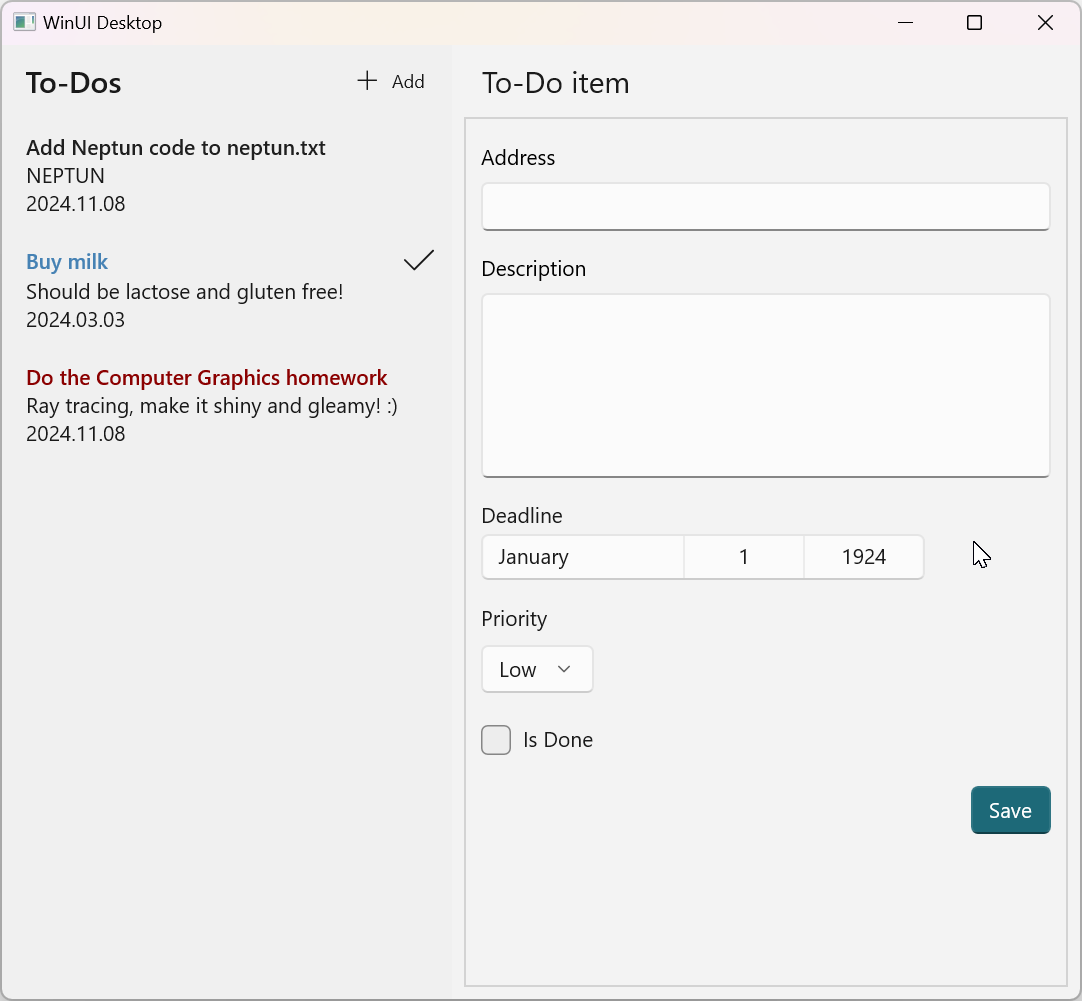 WinUI Desktop
To-Dos
Add
Add Neptun code to neptun.txt
NEPTUN
2024.11.08
Buy milk
Should be lactose and gluten free!
2024.03.03
Do the Computer Graphics homework
Ray tracing, make it shiny and gleamy! :)
2024.11.08
To-Do item
Address
Description
Deadline
January 1 1924
Priority
Low
Is Done
Save